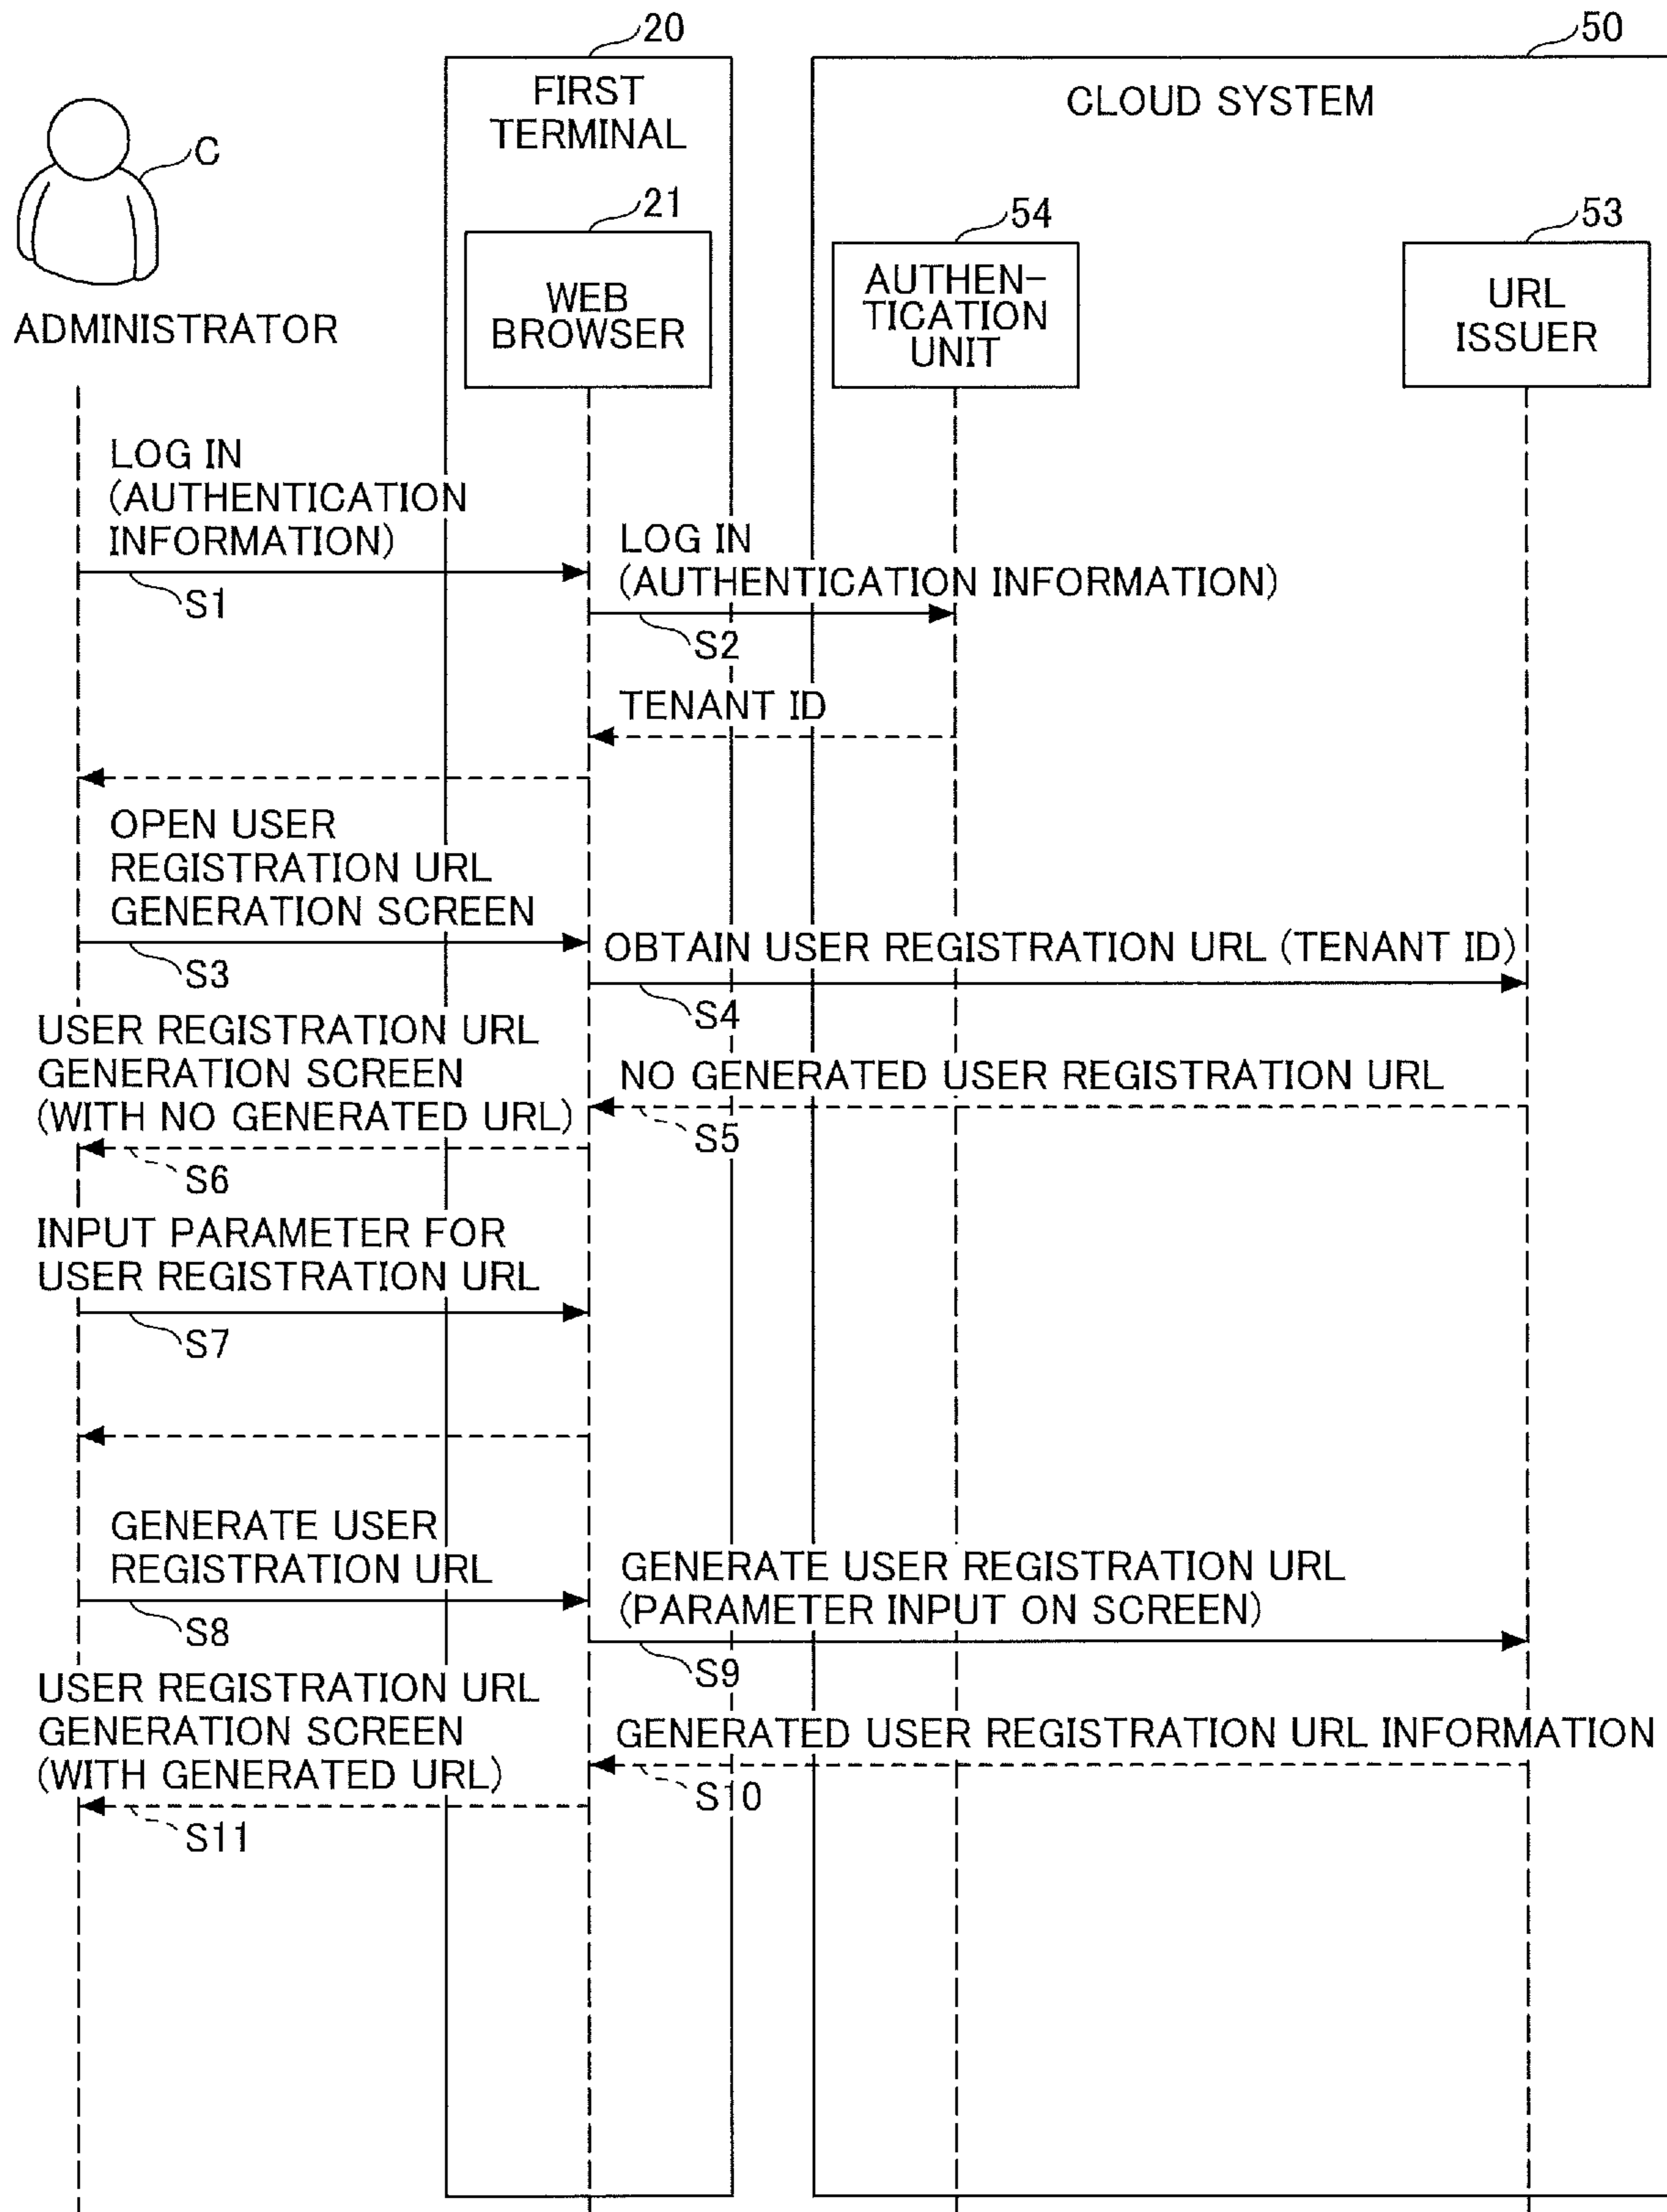 20
50
FIRST
TERMINAL
CLOUD SYSTEM
C
21
54
53
WEB
BROWSER
AUTHEN-
TICATION
UNIT
URL
ISSUER
ADMINISTRATOR
LOG IN
(AUTHENTICATION
INFORMATION)
S1
LOG IN
(AUTHENTICATION INFORMATION)
S2
TENANT ID
OPEN USER
REGISTRATION URL
GENERATION SCREEN
S3
OBTAIN USER REGISTRATION URL (TENANT ID)
S4
USER REGISTRATION URL
GENERATION SCREEN
(WITH NO GENERATED URL)
NO GENERATED USER REGISTRATION URL
S5
S6
INPUT PARAMETER FOR
USER REGISTRATION URL
S7
GENERATE USER
REGISTRATION URL
S8
GENERATE USER REGISTRATION URL
(PARAMETER INPUT ON SCREEN)
S9
USER REGISTRATION URL
GENERATION SCREEN
(WITH GENERATED URL)
GENERATED USER REGISTRATION URL INFORMATION
S10
S11